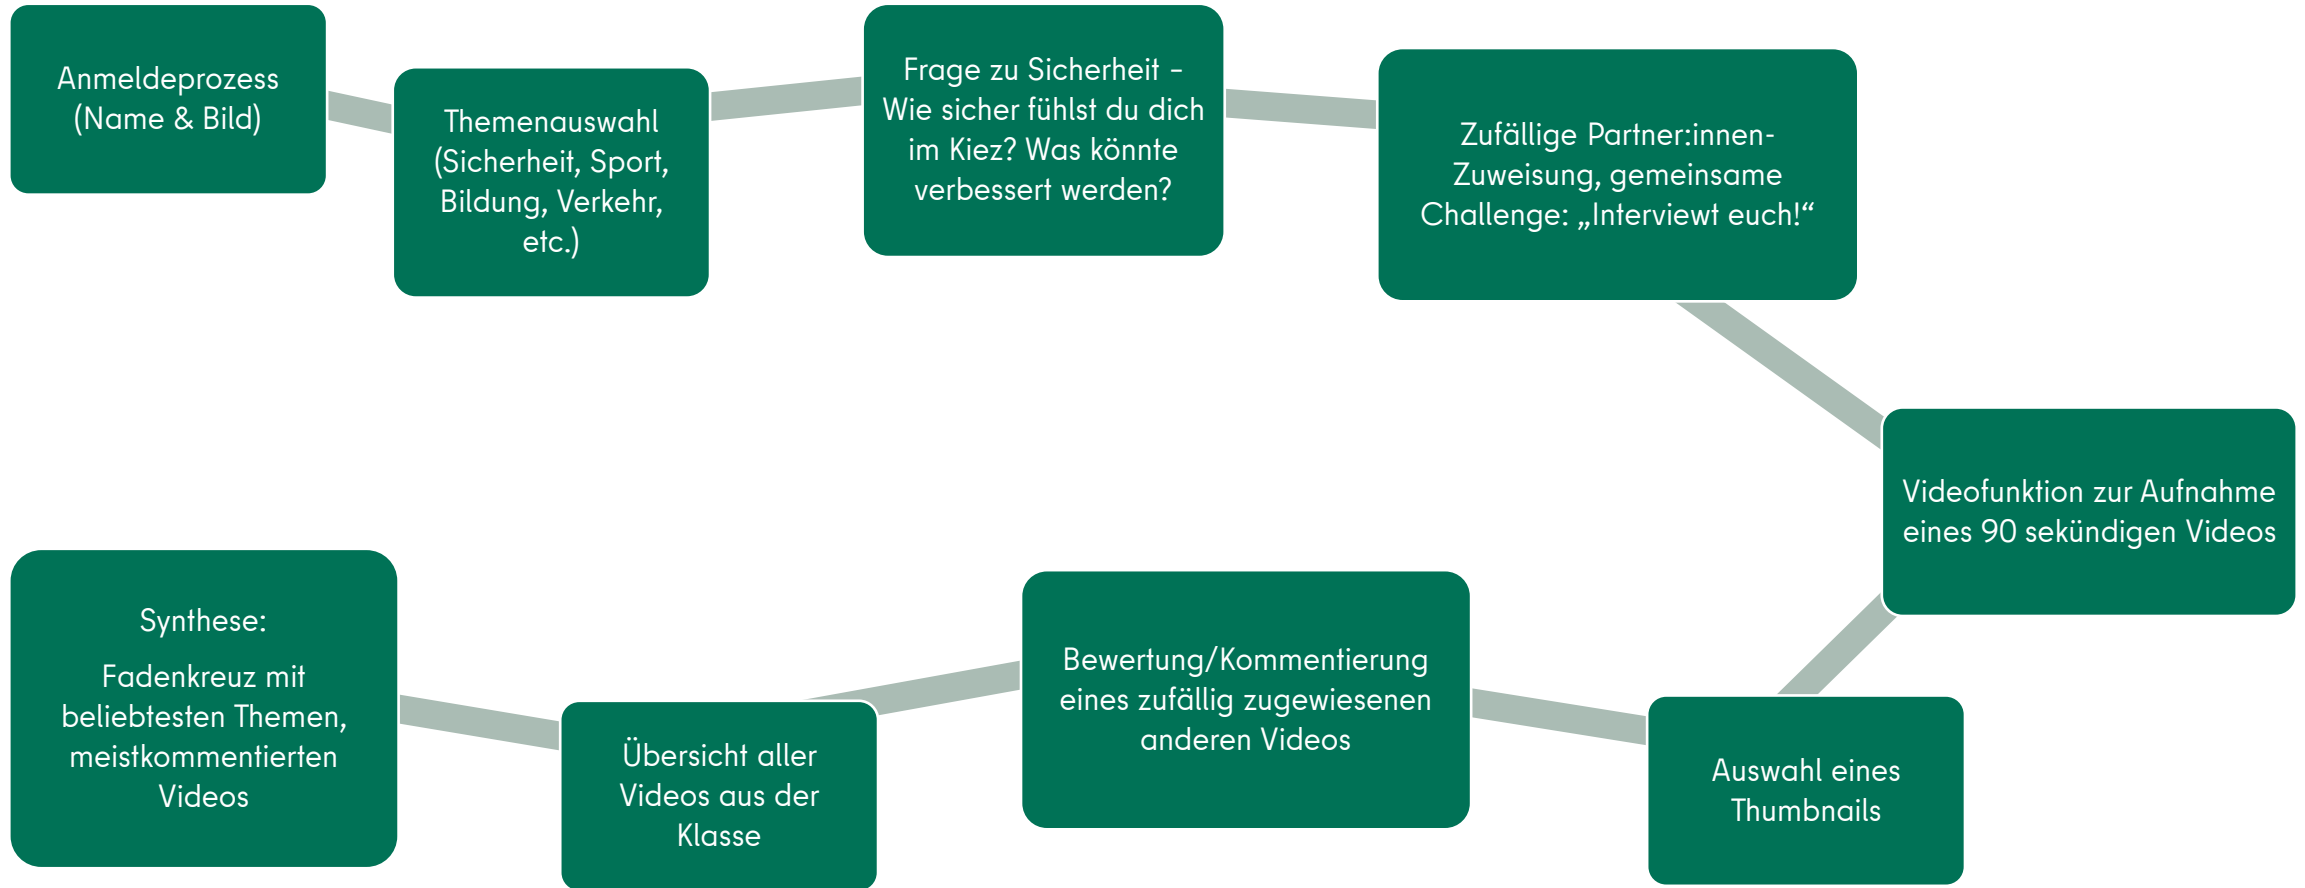 Anmeldeprozess
(Name & Bild)
Themenauswahl
(Sicherheit, Sport,
Bildung, Verkehr,
etc.)
Frage zu Sicherheit –
Wie sicher fühlst du dich
im Kiez? Was könnte
verbessert werden?
Zufällige Partner:innen-
Zuweisung, gemeinsame
Challenge: „Interviewt euch!“
Videofunktion zur Aufnahme
eines 90 sekündigen Videos
Auswahl eines
Thumbnails
Bewertung/Kommentierung
eines zufällig zugewiesenen
anderen Videos
Übersicht aller
Videos aus der
Klasse
Synthese:
Fadenkreuz mit
beliebtesten Themen,
meistkommentierten
Videos